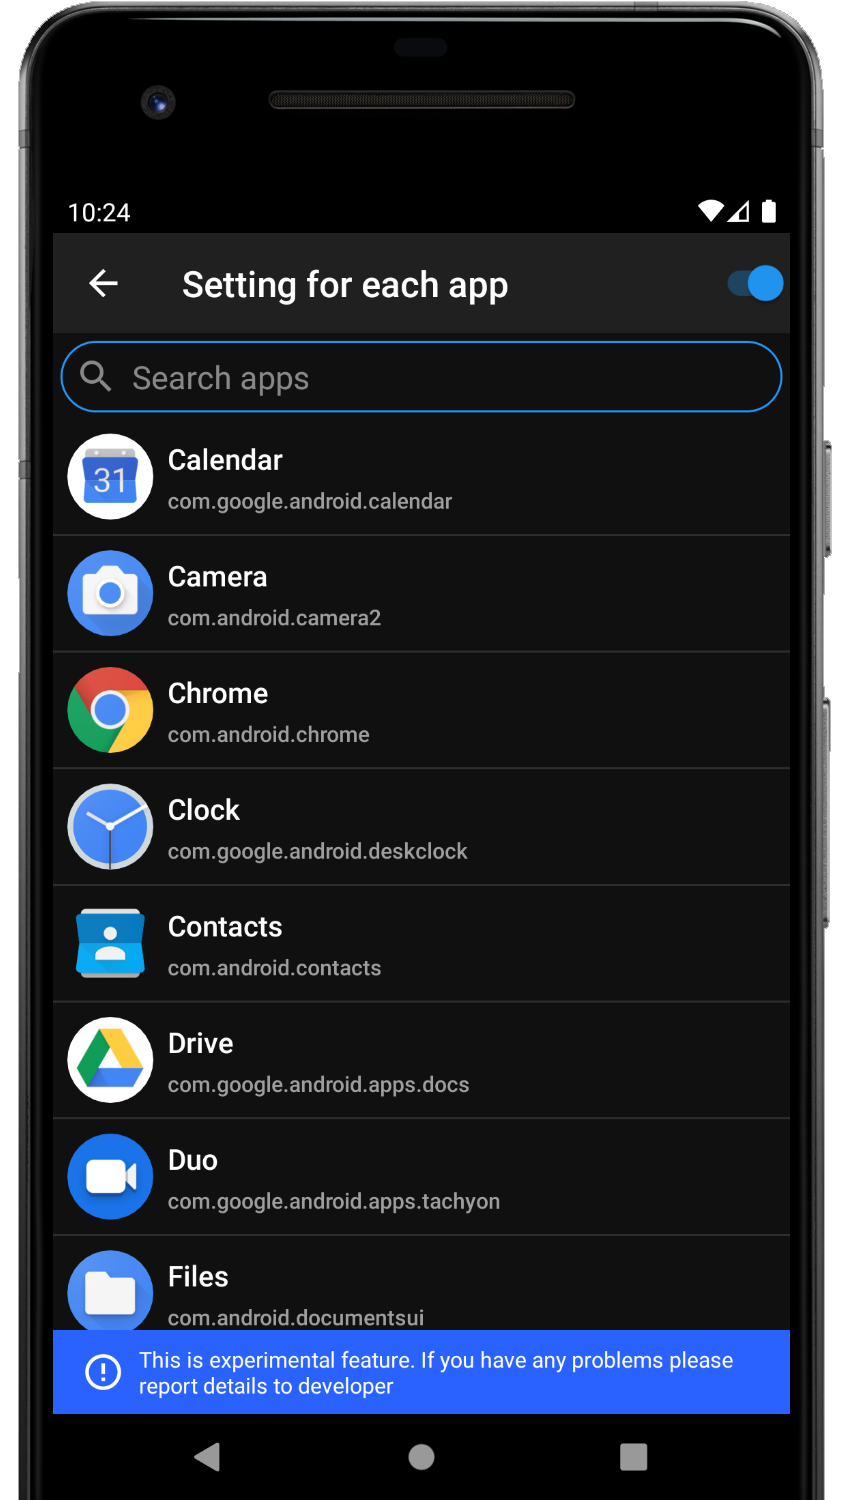 10:24
Setting for each app
Search apps
31
Calendar
com.google.android.calendar
Camera
com.android.camera2
Chrome
com.android.chrome
Clock
com.google.android.deskclock
Contacts
com.android.contacts
Drive
com.google.android.apps.docs
Duo
com.google.android.apps.tachyon
Files
com.android.documentsui
This is experimental feature. If you have any problems please
report details to developer